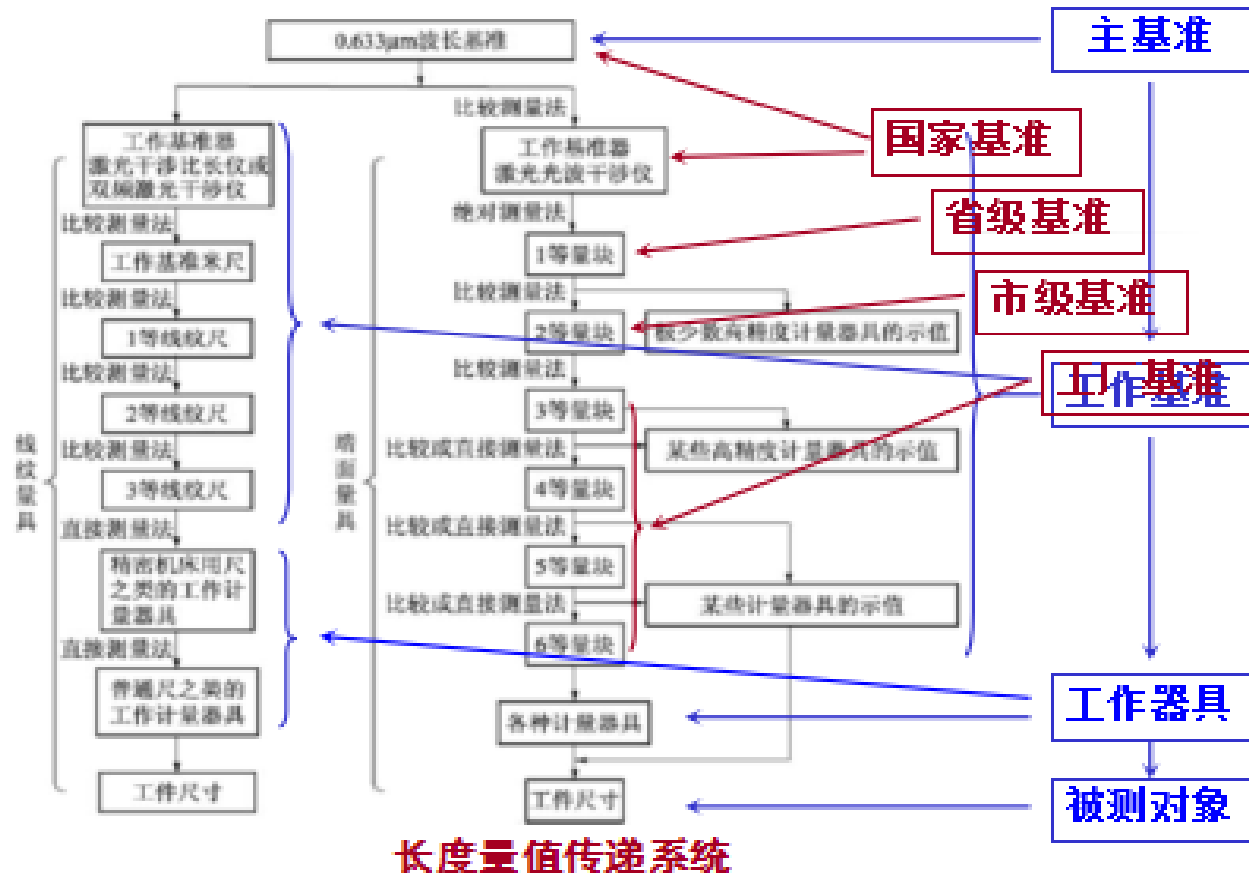 0.633μm波长基准
主基准
比较测量法
国家基准
工作基准器
激光干涉比长仪或
双频激光干涉仪
工作基准器
激光光波干涉仪
省级基准
比较测量法
绝对测量法
工作基准米尺
1等量块
市级基准
比较测量法
比较测量法
1等线纹尺
2等量块
极少数高精度计量器具的示值
比较测量法
比较测量法
工厂基准
工作基准
2等线纹尺
3等量块
线纹量具
端面量具
比较测量法
比较或直接测量法
某些高精度计量器具的示值
3等线纹尺
4等量块
直接测量法
比较或直接测量法
精密机床用尺
之类的工作计
量器具
5等量块
比较或直接测量法
某些计量器具的示值
直接测量法
6等量块
普通尺之类的
工作计量器具
各种计量器具
工作器具
工件尺寸
工件尺寸
被测对象
长度量值传递系统